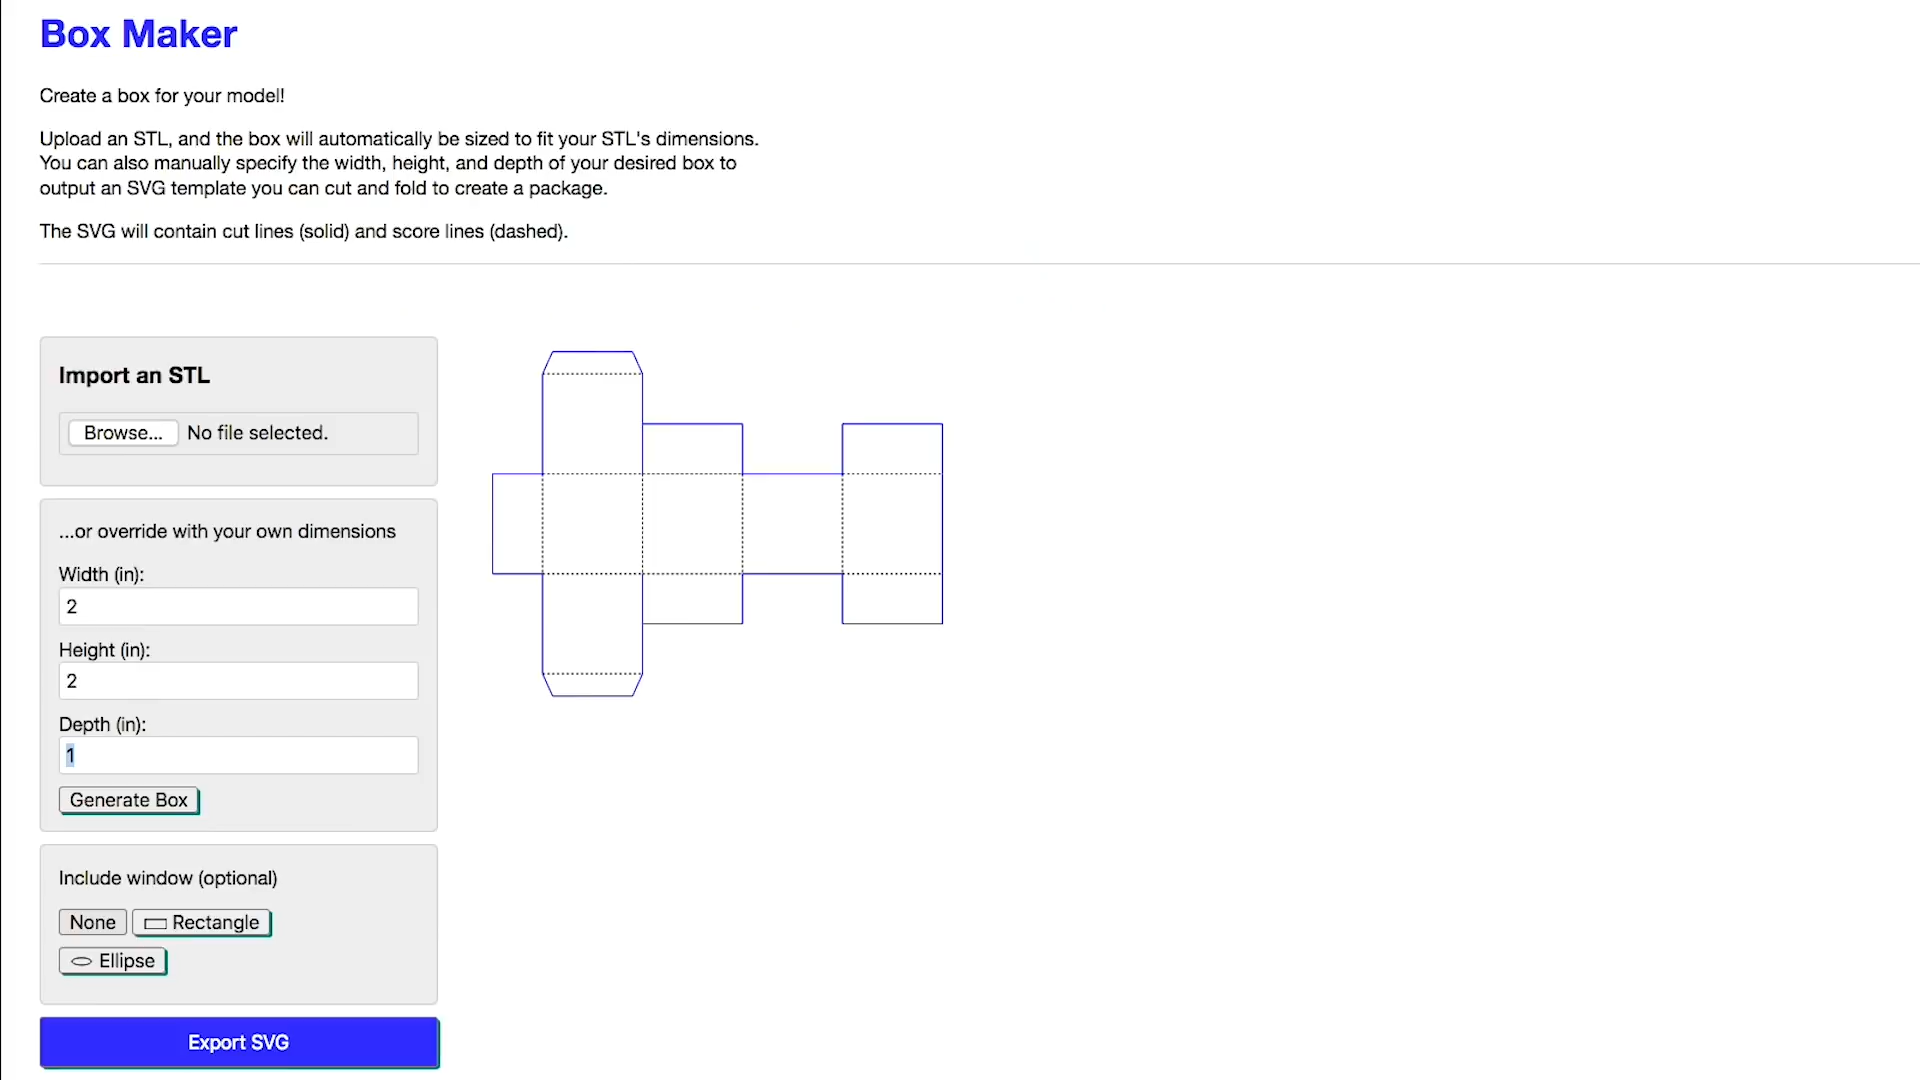 Box Maker
Create a box for your model!
Upload an STL, and the box will automatically be sized to fit your STL's dimensions.
You can also manually specify the width, height, and depth of your desired box to
output an SVG template you can cut and fold to create a package.
The SVG will contain cut lines (solid) and score lines (dashed).
Import an STL
Browse... No file selected.
...or override with your own dimensions
Width (in):
2
Height (in):
2
Depth (in):
1
Generate Box
Include window (optional)
None Rectangle
Ellipse
Export SVG